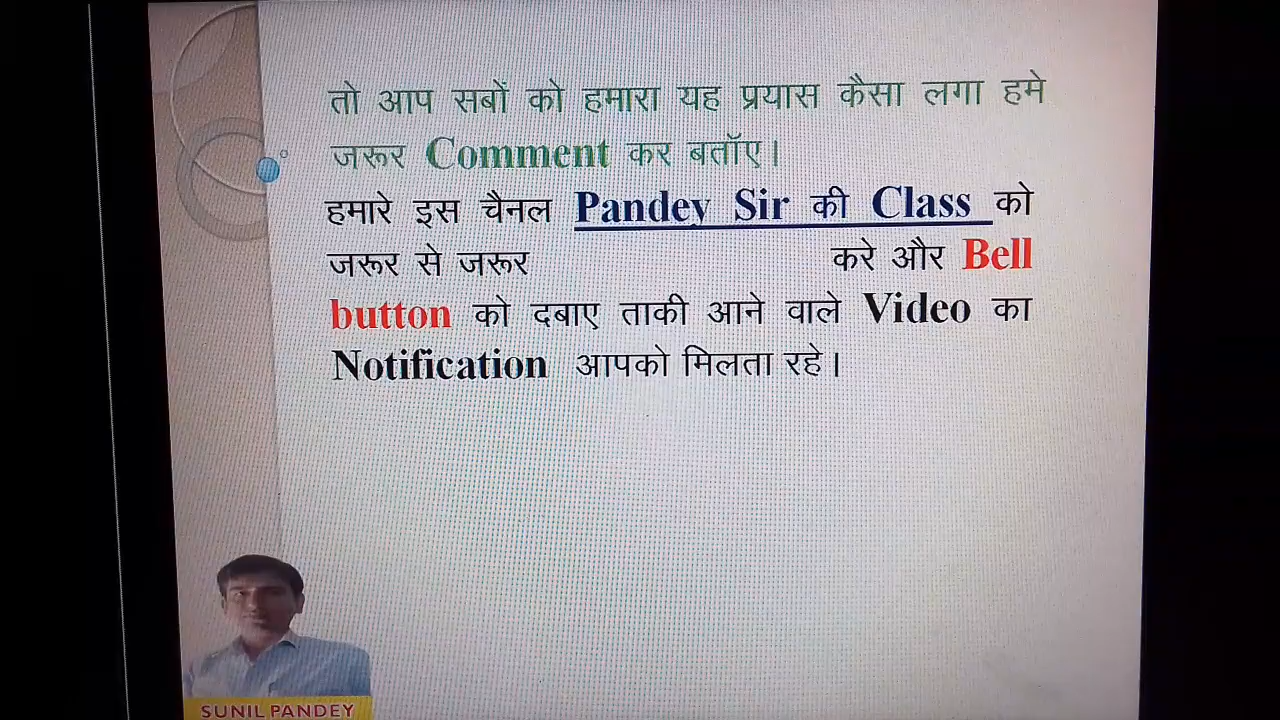 तो आप सबों को हमारा यह प्रयास कैसा लगा हमे
जरूर Comment कर बतॉए।
हमारे इस चैनल Pandey Sir की Class को
जरूर से जरूर करे और Bell
button को दबाए ताकी आने वाले Video का
Notification आपको मिलता रहे।
SUNIL PANDEY